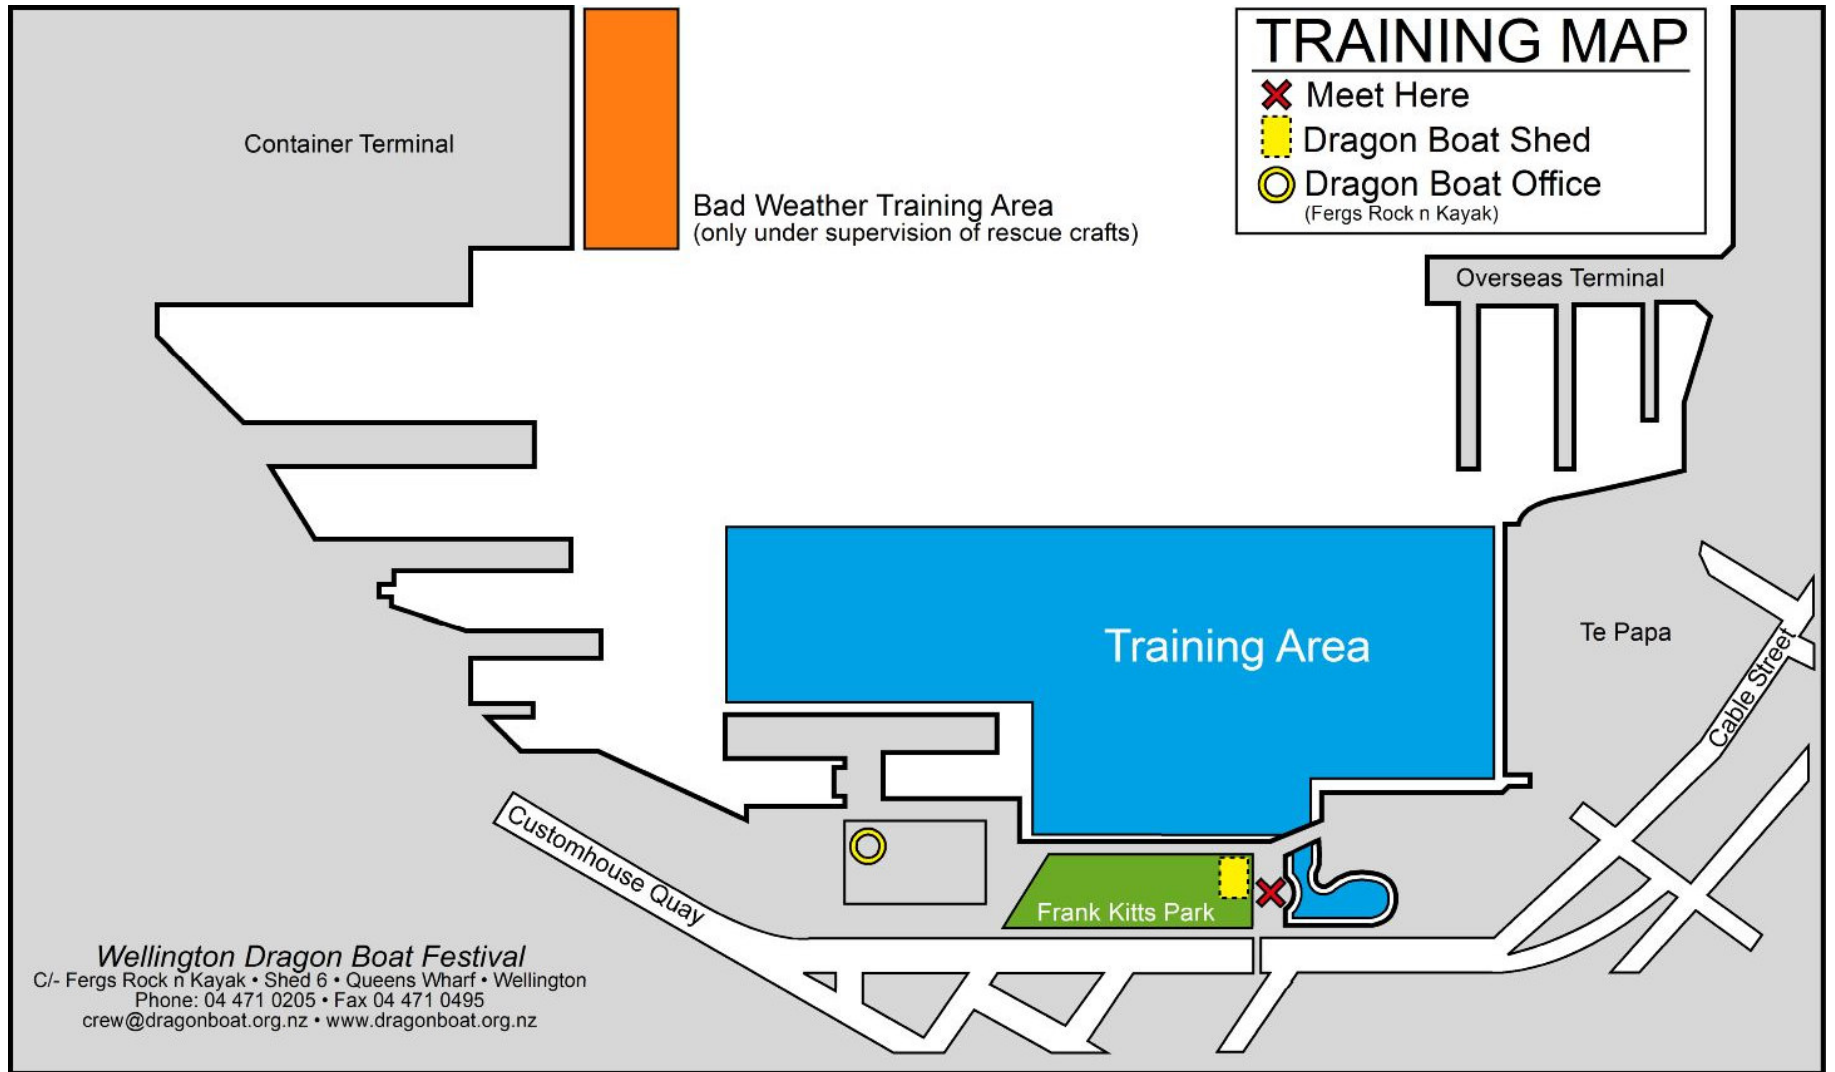 TRAINING MAP
Meet Here
Dragon Boat Shed
Dragon Boat Office
(Fergs Rock n Kayak)
Container Terminal
Bad Weather Training Area
(only under supervision of rescue crafts)
Overseas Terminal
Training Area
Te Papa
Cable Street
Customhouse Quay
Frank Kitts Park
Wellington Dragon Boat Festival
C/- Fergs Rock n Kayak • Shed 6 • Queens Wharf • Wellington
Phone: 04 471 0205 • Fax 04 471 0495
crew@dragonboat.org.nz • www.dragonboat.org.nz